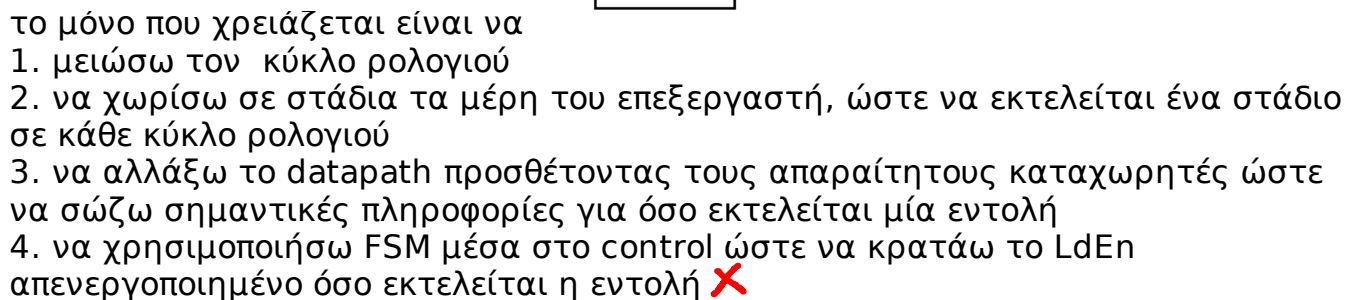 το μόνο που χρειάζεται είναι να
1. μειώσω τον κύκλο ρολογιού
2. να χωρίσω σε στάδια τα μέρη του επεξεργαστή, ώστε να εκτελείται ένα στάδιο
σε κάθε κύκλο ρολογιού
3. να αλλάξω το datapath προσθέτοντας τους απαραίτητους καταχωρητές ώστε
να σώζω σημαντικές πληροφορίες για όσο εκτελείται μία εντολή
4. να χρησιμοποιήσω FSM μέσα στο control ώστε να κρατάω το LdEn
απενεργοποιημένο όσο εκτελείται η εντολή